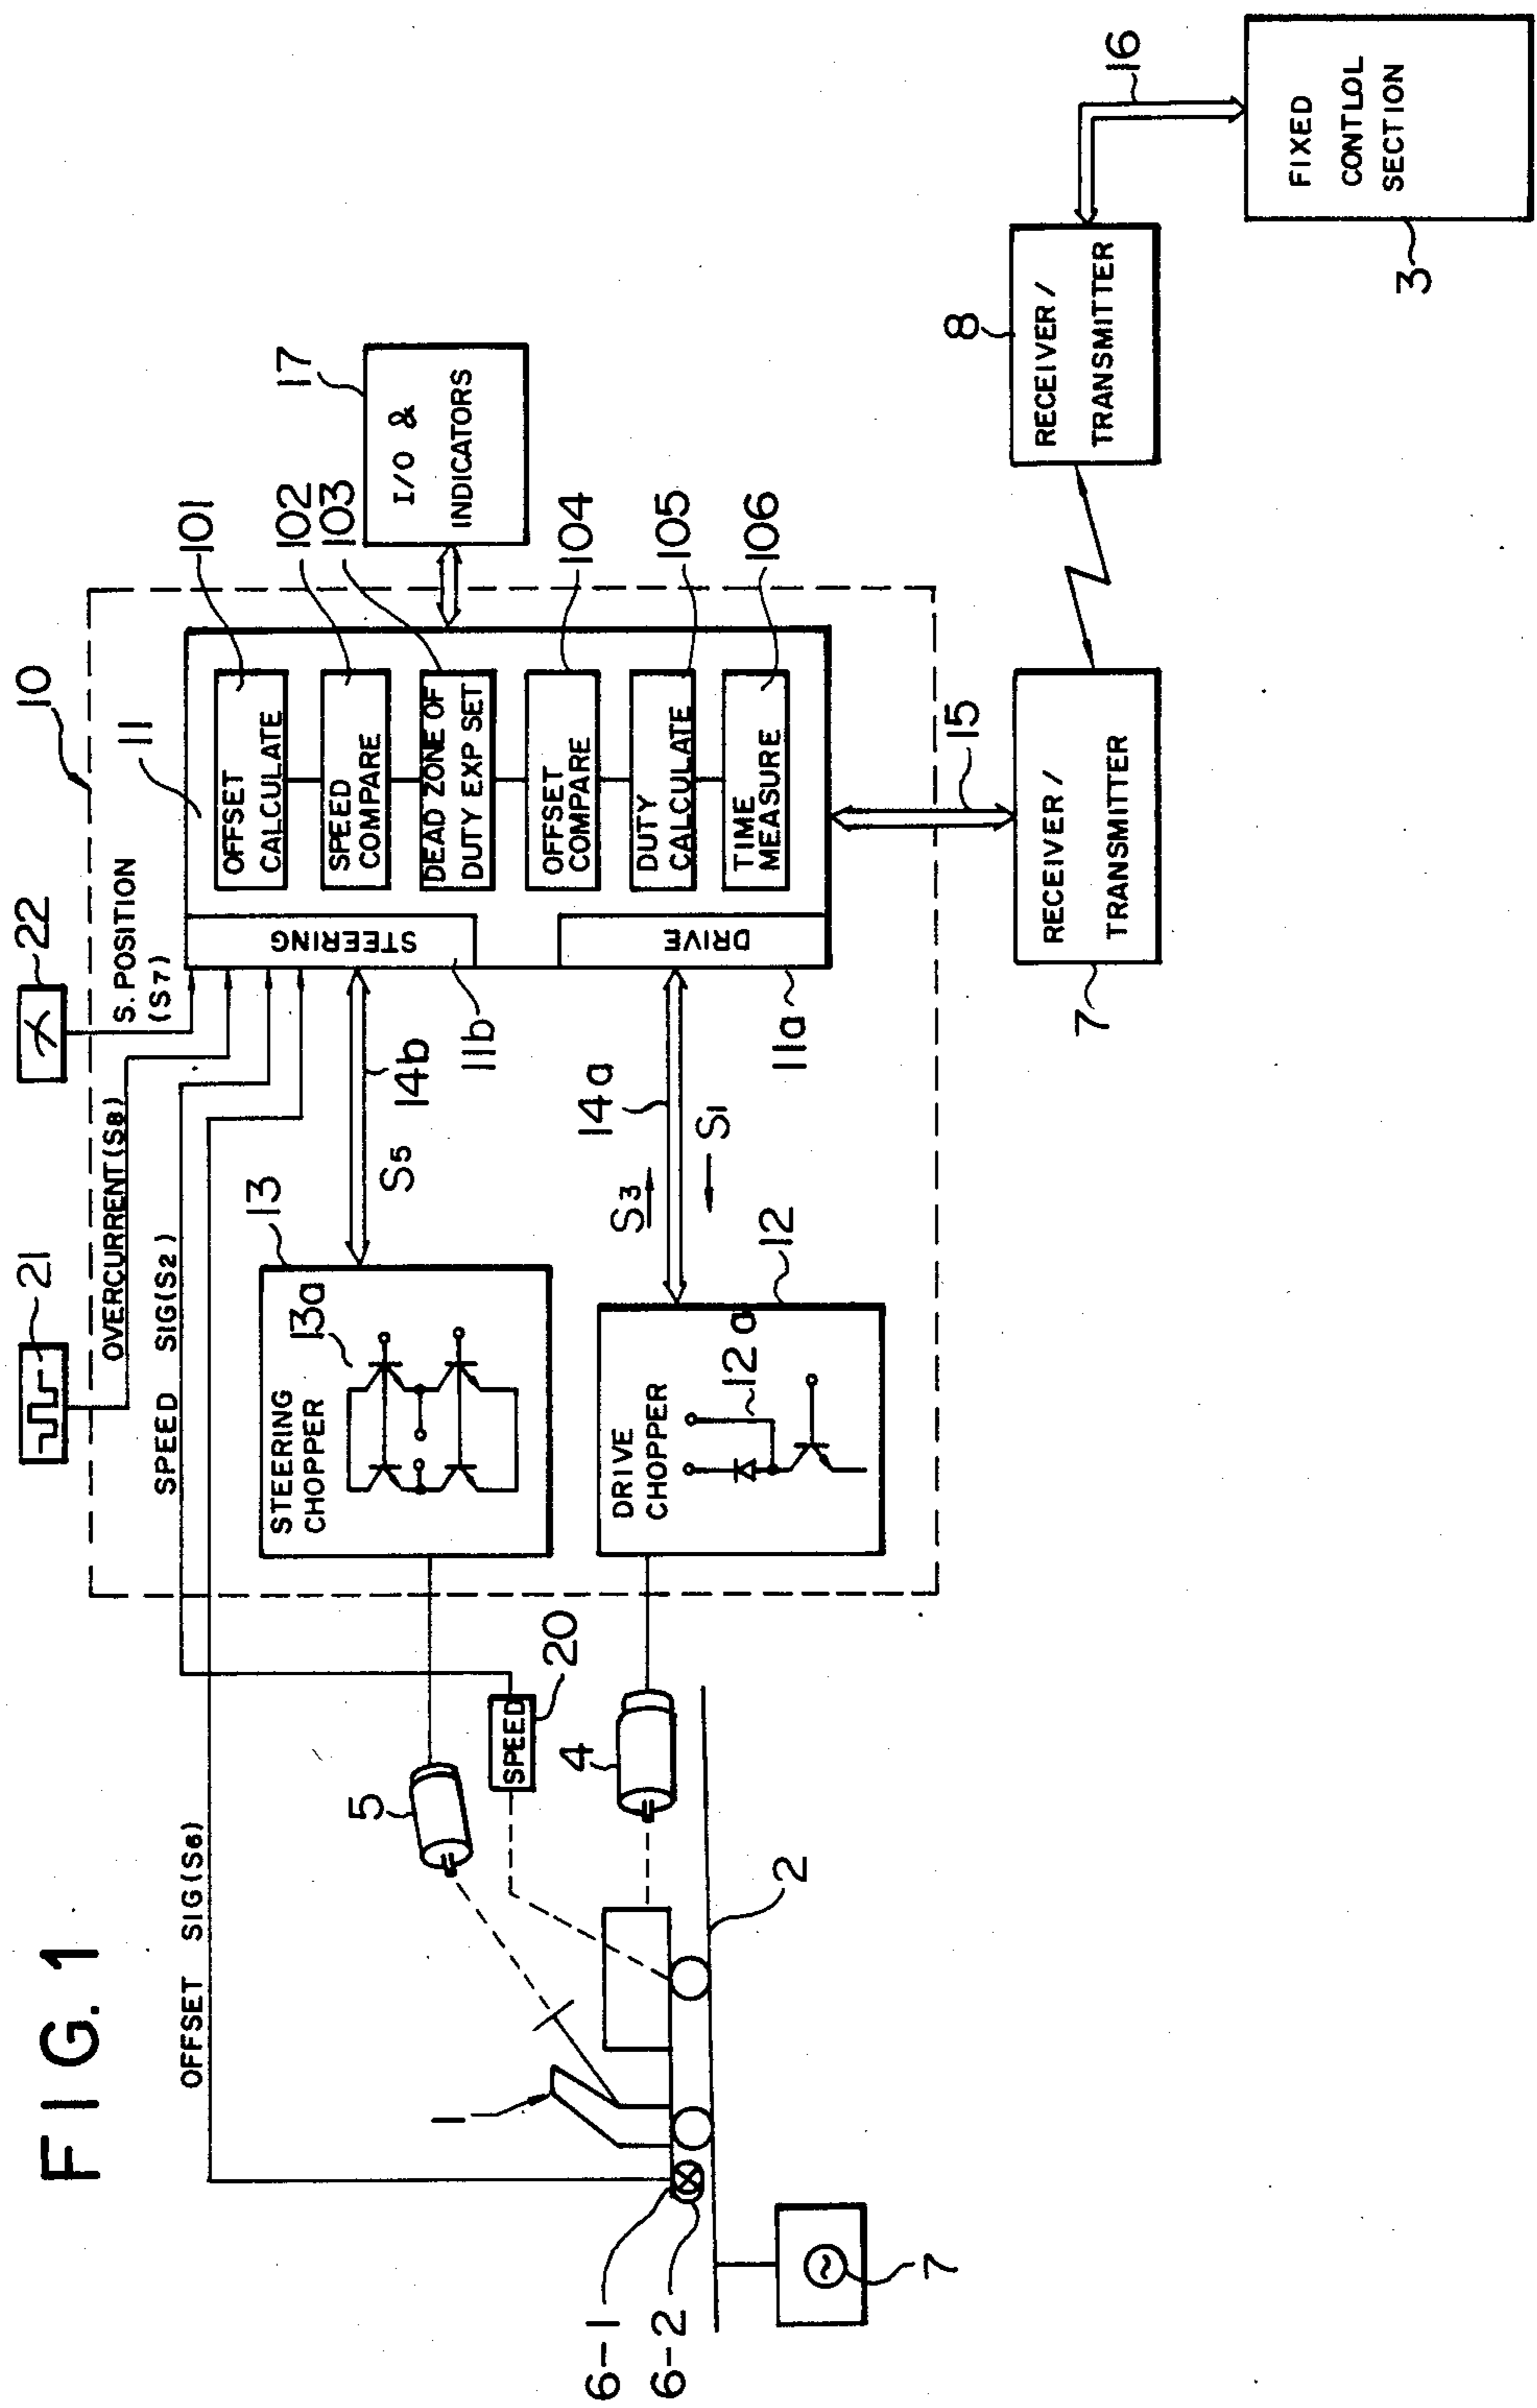 FIG. 1
10
11
21
22
OVERCURRENT(S8)
S. POSITION
(S7)
SPEED SIG(S2)
OFFSET SIG(S6)
101
102
103
104
105
106
17
I/O &
INDICATORS
OFFSET
CALCULATE
SPEED
COMPARE
DEAD ZONE OF
DUTY EXP SET
OFFSET
COMPARE
DUTY
CALCULATE
TIME
MEASURE
STEERING
DRIVE
11b
11a
14b
S5
14a
S3
S1
13
STEERING
CHOPPER
13a
12
DRIVE
CHOPPER
12a
5
SPEED
20
4
1
2
6-1
6-2
7
15
RECEIVER/
TRANSMITTER
7
8
RECEIVER/
TRANSMITTER
16
FIXED
CONTLOL
SECTION
3